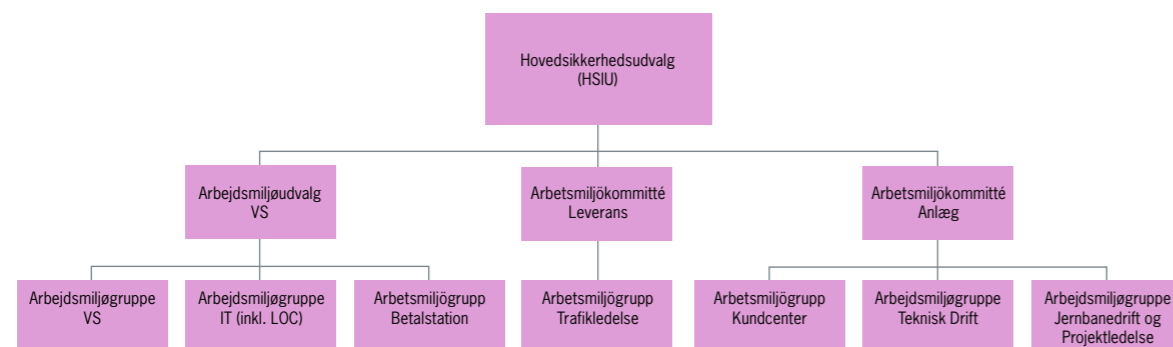 Hovedsikkerhedsudvalg
(HSIU)
Arbejdsmiljøudvalg
VS
Arbetsmiljökommitté
Leverans
Arbetsmiljökommitté
Anlæg
Arbejdsmiljøgruppe
VS
Arbejdsmiljøgruppe
IT (inkl. LOC)
Arbetsmiljögrupp
Betalstation
Arbetsmiljögrupp
Trafikledelse
Arbetsmiljögrupp
Kundcenter
Arbejdsmiljøgruppe
Teknisk Drift
Arbejdsmiljøgruppe
Jernbanedrift og
Projektledelse